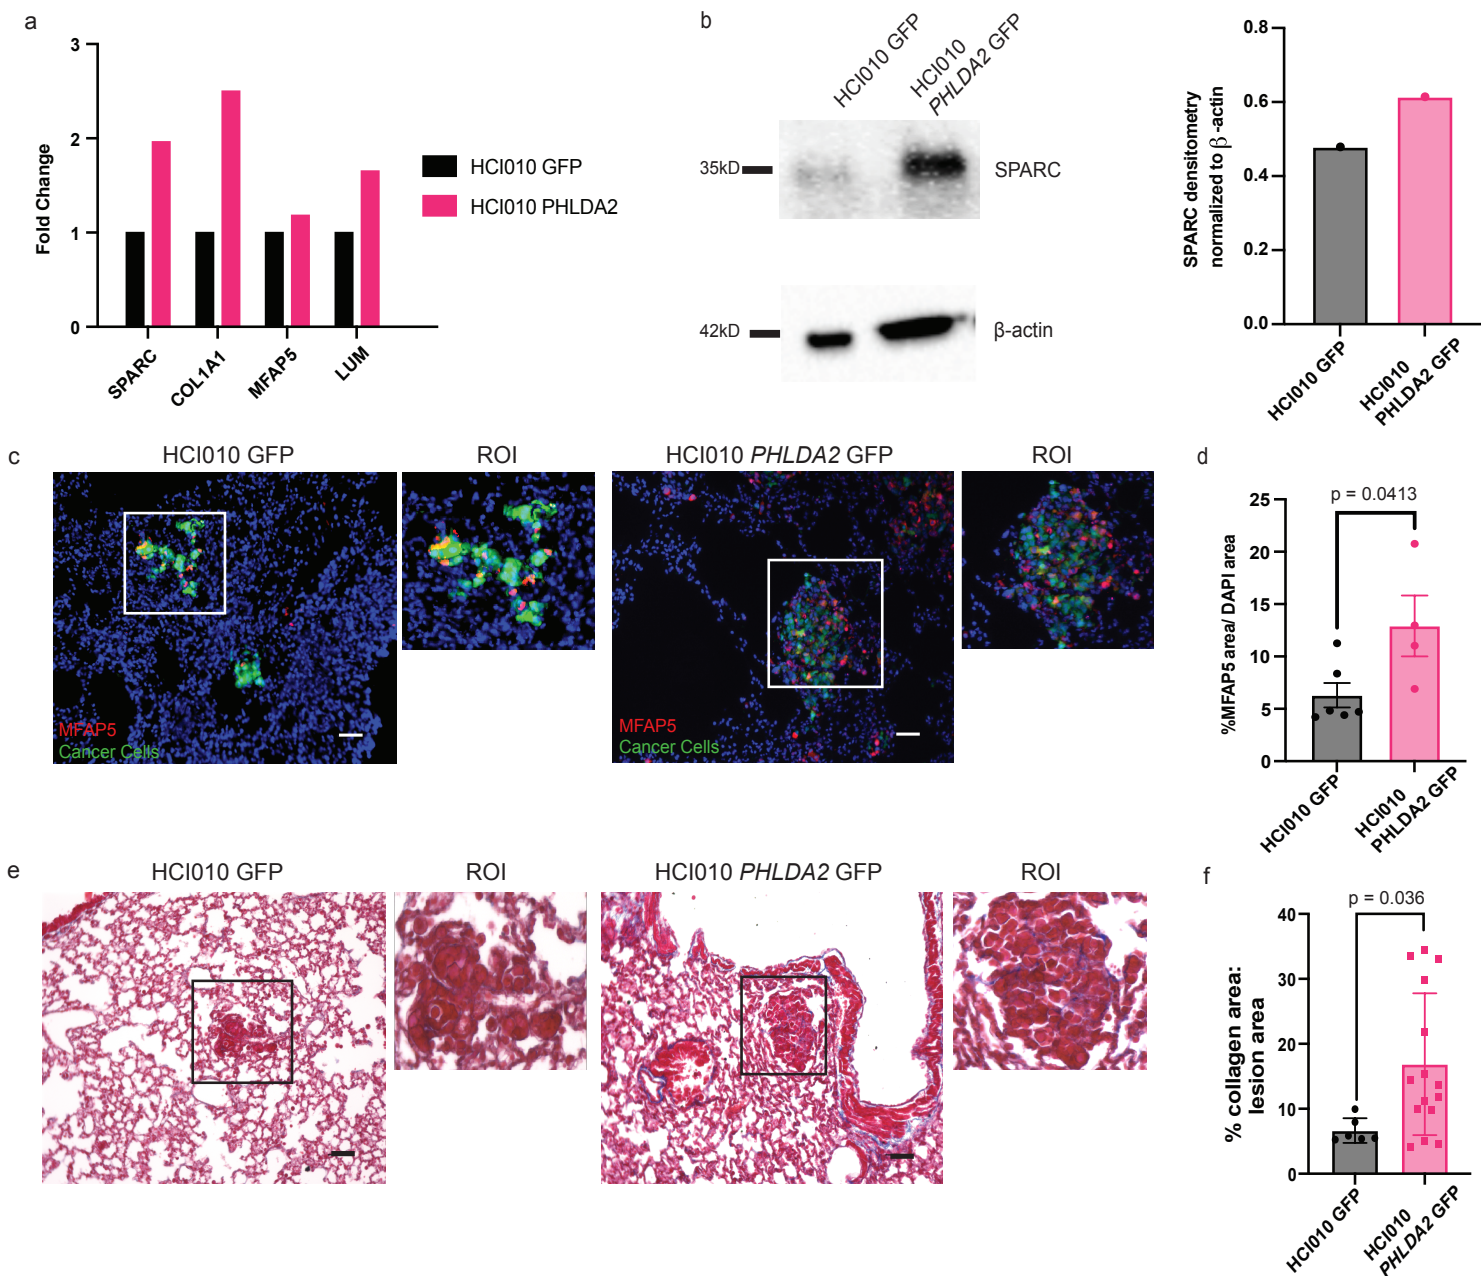 a
3
2
1
0
Fold Change
SPARC
COL1A1
MFAP5
LUM
HCI010 GFP
HCI010 PHLDA2
b
HCI010 GFP
HCI010
PHLDA2 GFP
35kD
SPARC
42kD
β-actin
SPARC densitometry
normalized to β-actin
0.8
0.6
0.4
0.2
0.0
HCI010 GFP
HCI010
PHLDA2 GFP
c
HCI010 GFP
ROI
HCI010 PHLDA2 GFP
ROI
MFAP5
Cancer Cells
MFAP5
Cancer Cells
d
p = 0.0413
%MFAP5 area/ DAPI area
25
20
15
10
5
0
HCI010 GFP
HCI010
PHLDA2 GFP
e
HCI010 GFP
ROI
HCI010 PHLDA2 GFP
ROI
f
p = 0.036
% collagen area:
lesion area
40
30
20
10
0
HCI010 GFP
HCI010
PHLDA2 GFP